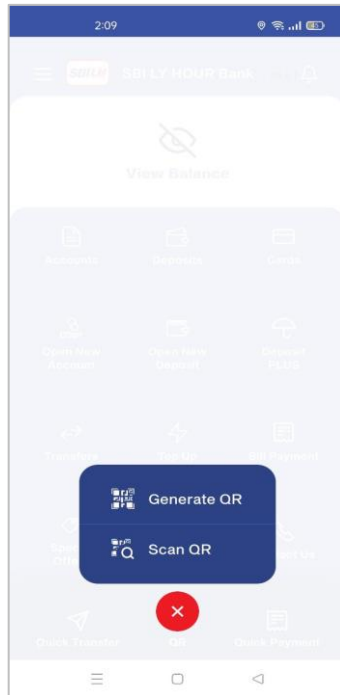 2:09
SBI LY HOUR Bank
View Balance
Accounts Deposits Cards
Open New Account
Open New Deposit
Deposit PLUS
Transfers Top Up Bill Payment
Generate QR
Scan QR
Quick Transfer QR Quick Payment